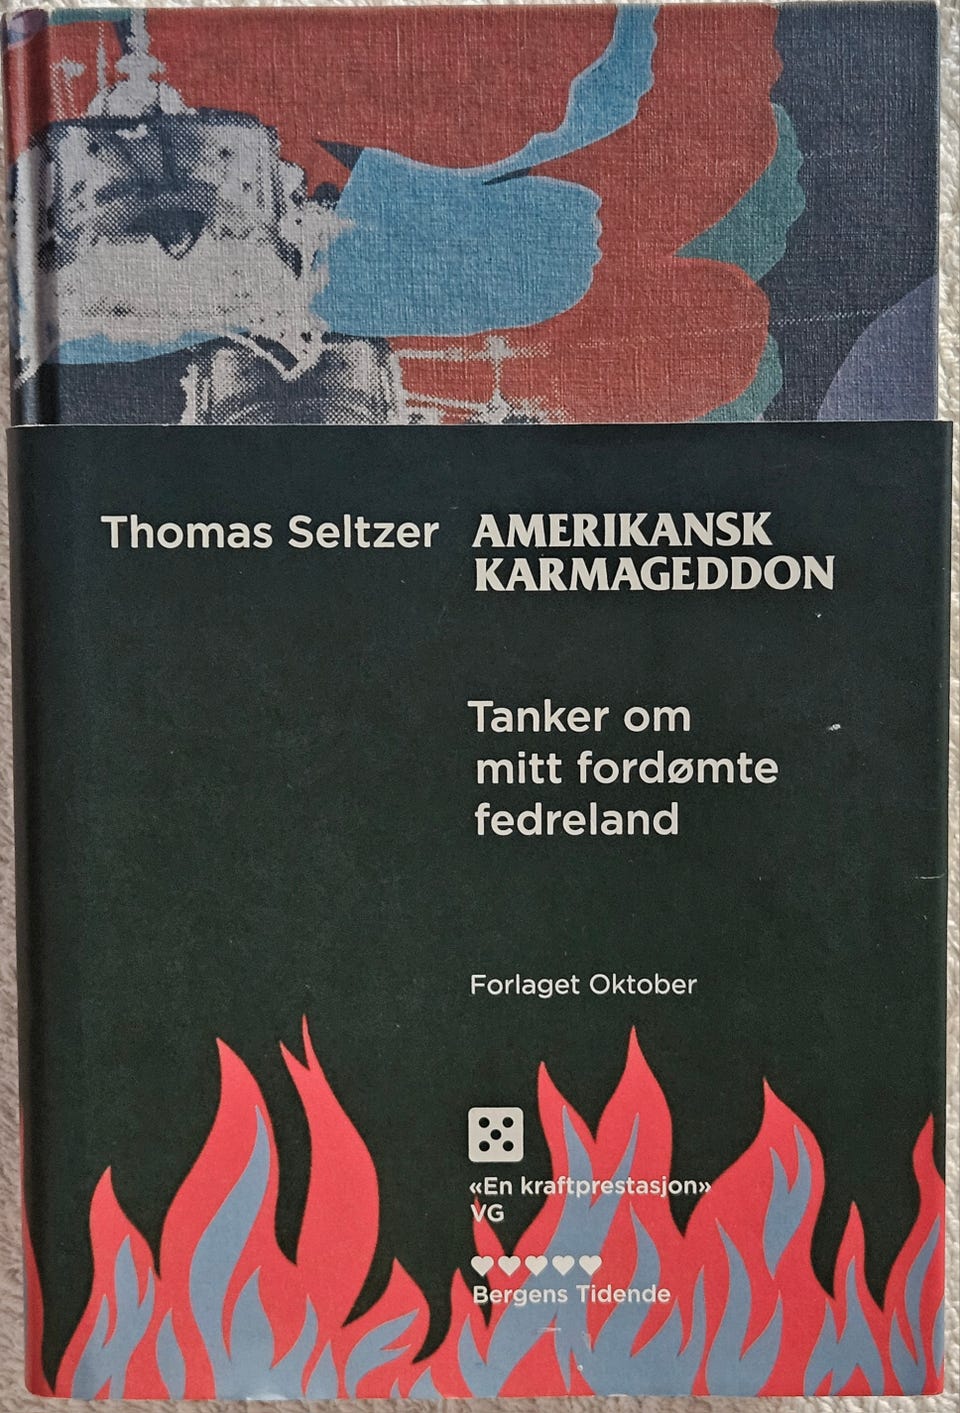 Thomas Seltzer
AMERIKANSK
KARMAGEDDON
Tanker om
mitt fordømte
fedreland
Forlaget Oktober
«En kraftprestasjon»
VG
Bergens Tidende